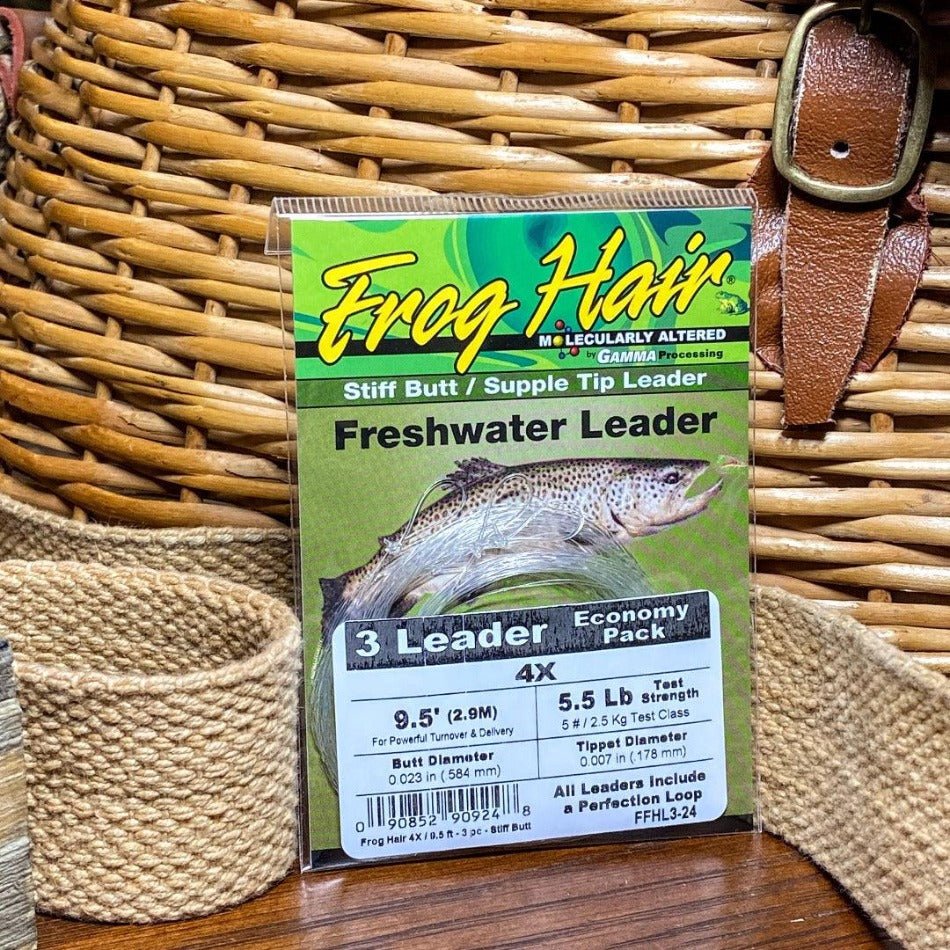 Frog Hair®
MOLECULARLY ALTERED
by GAMMA Processing
Stiff Butt / Supple Tip Leader
Freshwater Leader
3 Leader Economy Pack
4X
9.5' (2.9M)
For Powerful Turnover & Delivery
5.5 Lb Test Strength
5 # / 2.5 Kg Test Class
Butt Diameter
0.023 in (.584 mm)
Tippet Diameter
0.007 in (.178 mm)
0 90852 90924 8
Frog Hair 4X / 9.5 ft - 3 pc - Stiff Butt
All Leaders Include
a Perfection Loop
FFHL3-24